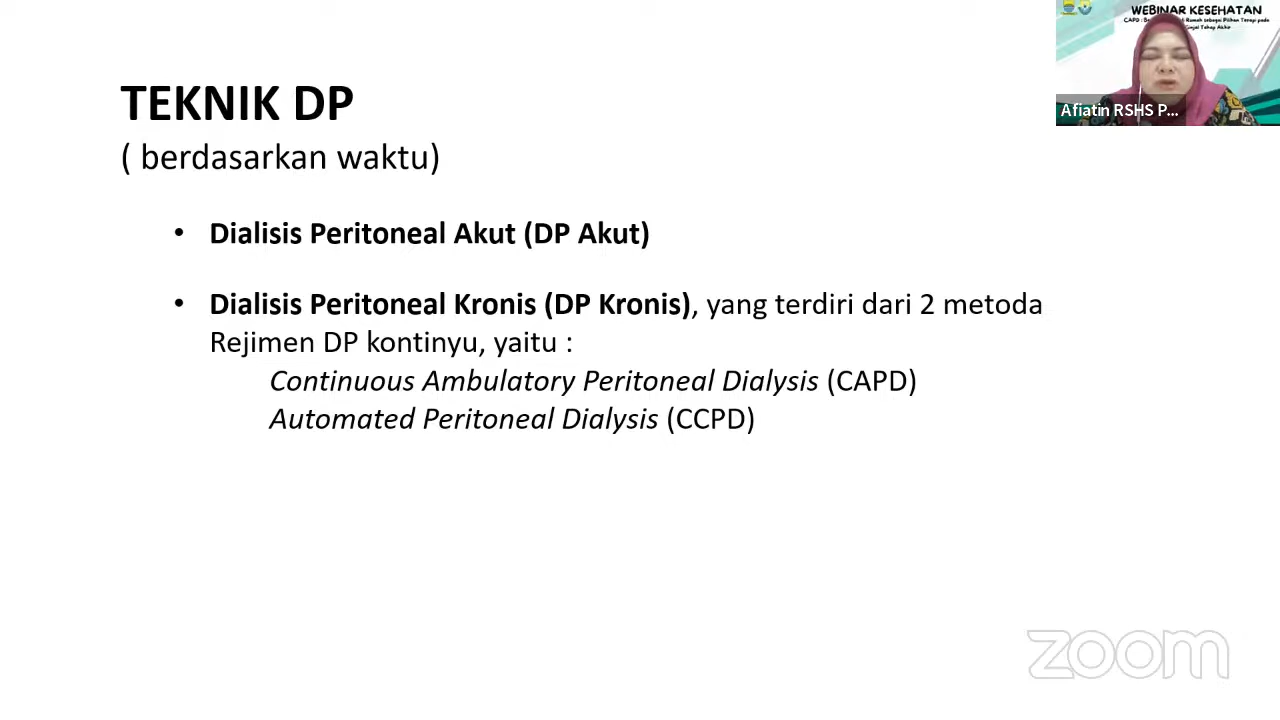 WEBINAR KESEHATAN
Afiatin RSHS P...
TEKNIK DP
( berdasarkan waktu)
• Dialisis Peritoneal Akut (DP Akut)
• Dialisis Peritoneal Kronis (DP Kronis), yang terdiri dari 2 metoda
Rejimen DP kontinyu, yaitu :
Continuous Ambulatory Peritoneal Dialysis (CAPD)
Automated Peritoneal Dialysis (CCPD)
zoom